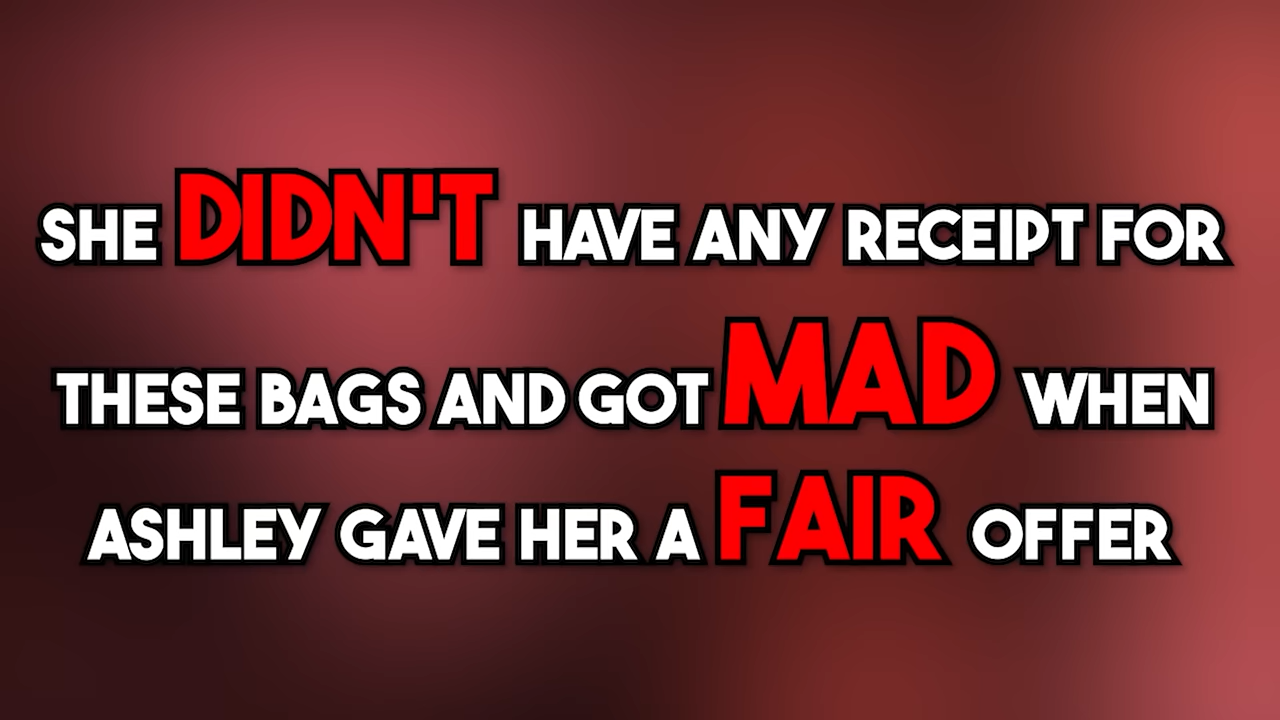 SHE DIDN'T HAVE ANY RECEIPT FOR
THESE BAGS AND GOT MAD WHEN
ASHLEY GAVE HER A FAIR OFFER